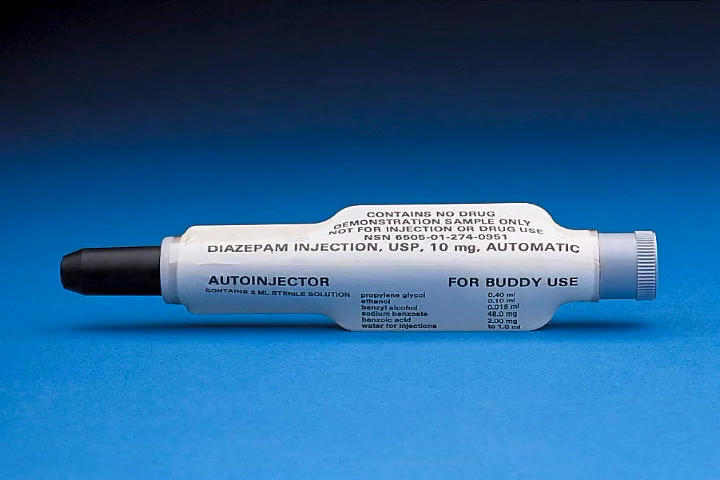 CONTAINS NO DRUG
DEMONSTRATION SAMPLE ONLY
NOT FOR INJECTION OR DRUG USE
NSN 6505-01-274-0951
DIAZEPAM INJECTION, USP, 10 mg, AUTOMATIC
AUTOINJECTOR FOR BUDDY USE
CONTAINS 2 ML STERILE SOLUTION
propylene glycol 0.40 ml
ethanol 0.10 ml
benzyl alcohol 0.015 ml
sodium benzoate 48.0 mg
benzoic acid 2.00 mg
water for injections to 1.0 ml